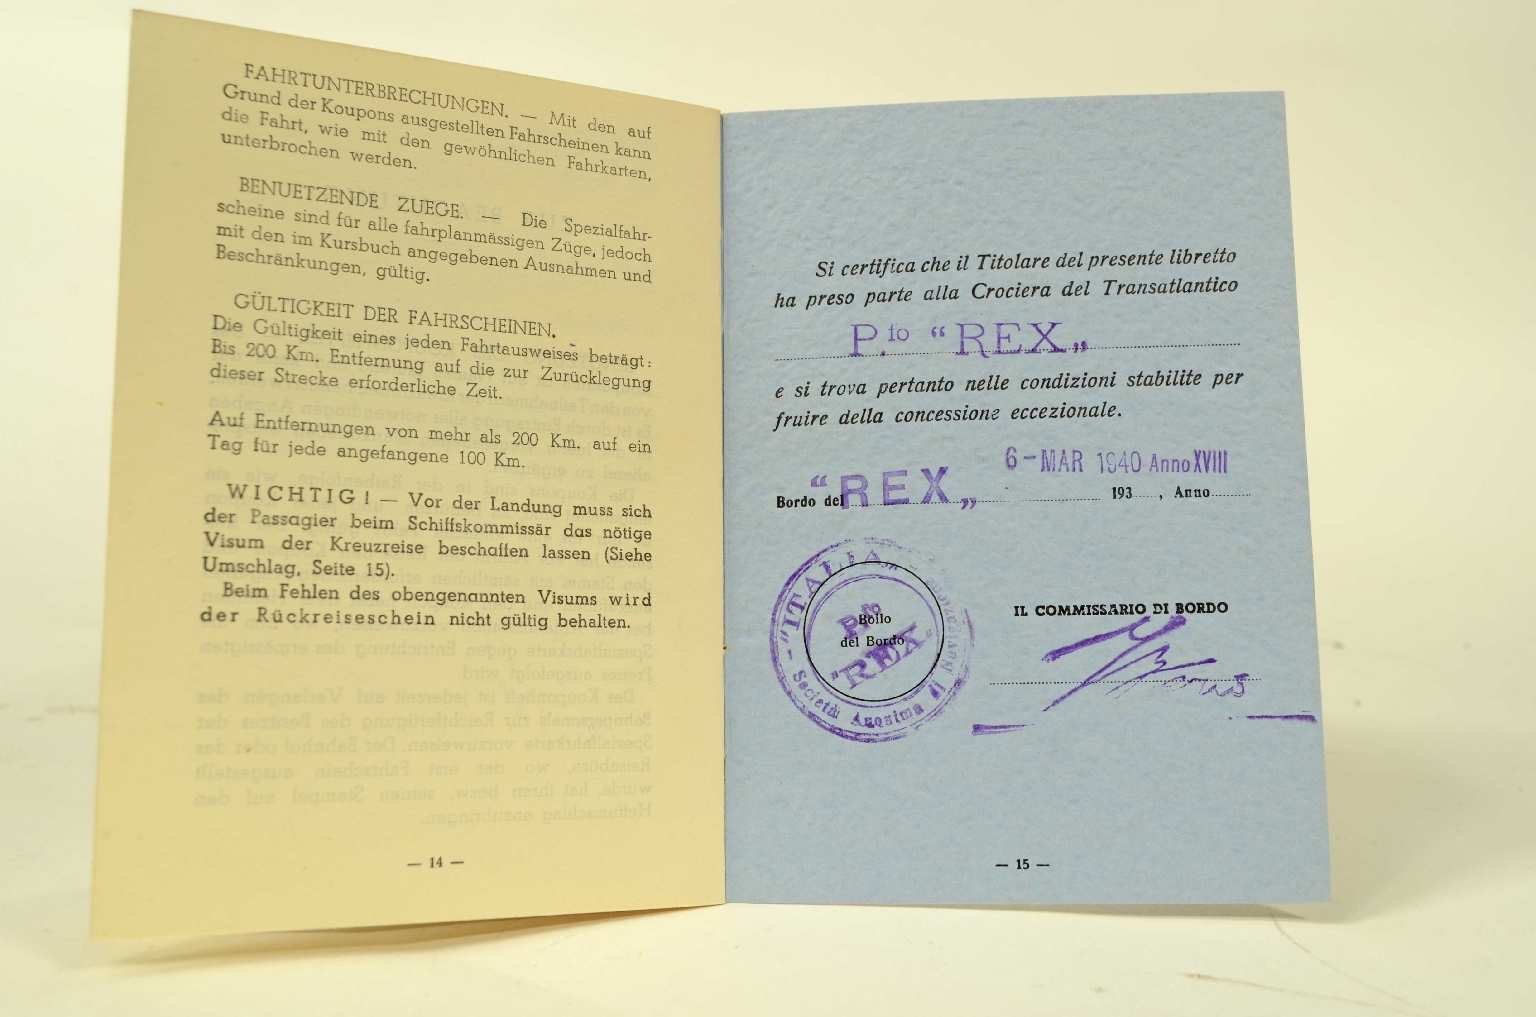 FAHRTUNTERBRECHUNGEN. — Mit den auf
Grund der Koupons ausgestellten Fahrscheinen kann
die Fahrt, wie mit den gewöhnlichen Fahrkarten,
unterbrochen werden.
BENUETZENDE ZUEGE. — Die Spezialfahr-
scheine sind für alle fahrplanmässigen Züge, jedoch
mit den im Kursbuch angegebenen Ausnahmen und
Beschränkungen, gültig.
GÜLTIGKEIT DER FAHRSCHEINEN.
Die Gültigkeit eines jeden Fahrtausweises beträgt:
Bis 200 Km. Entfernung auf die zur Zurücklegung
dieser Strecke erforderliche Zeit.
Auf Entfernungen von mehr als 200 Km. auf ein
Tag für jede angefangene 100 Km.
WICHTIG! — Vor der Landung muss sich
der Passagier beim Schiffskommissär das nötige
Visum der Kreuzreise beschaffen lassen (Siehe
Umschlag, Seite 15).
Beim Fehlen des obengenannten Visums wird
der Rückreiseschein nicht gültig behalten.
— 14 —
Si certifica che il Titolare del presente libretto
ha preso parte alla Crociera del Transatlantico
P.fo "REX„
e si trova pertanto nelle condizioni stabilite per
fruire della concessione eccezionale.
6-MAR 1940 Anno XVIII
Bordo del "REX„ 193 , Anno
"ITALIA„
P.fo
Bollo
del Bordo
"REX„
Società Anonima
IL COMMISSARIO DI BORDO
— 15 —